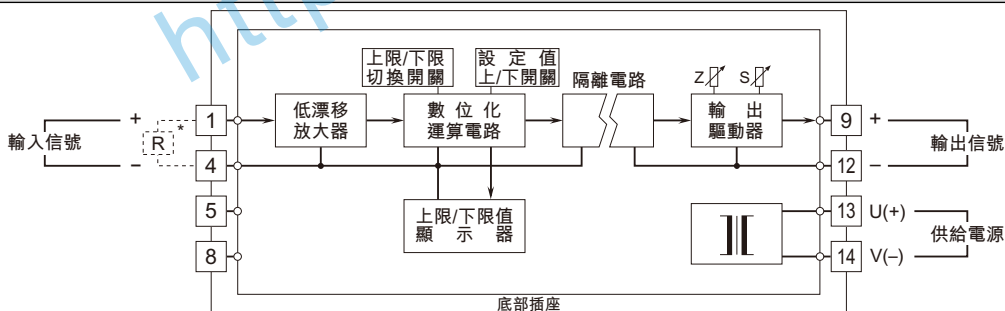 http
上限/下限
切換開關
設 定 值
上/下開關
隔離電路
Z
S
低漂移
放大器
數 位 化
運算電路
輸 出
驅動器
輸入信號
+
−
R
*
1
4
5
8
上限/下限值
顯 示 器
9
+
12
−
輸出信號
13
U(+)
14
V(–)
供給電源
底部插座